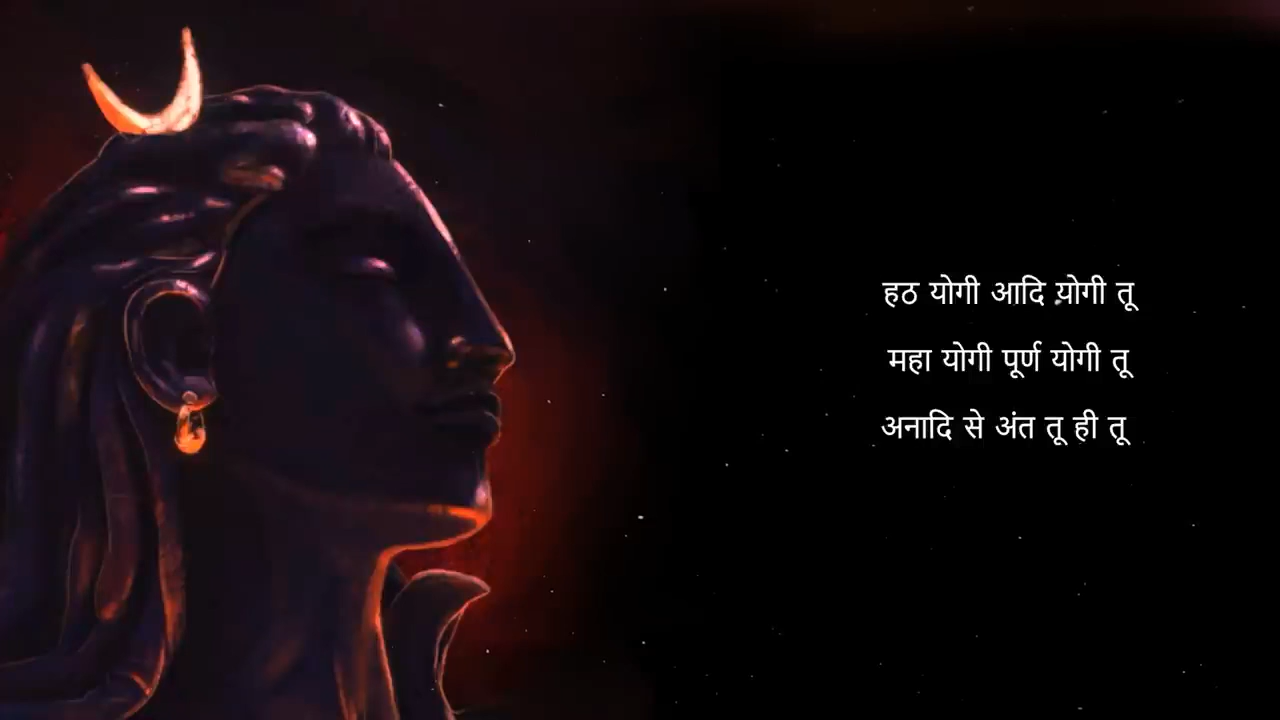 हठ योगी आदि योगी तू
महा योगी पूर्ण योगी तू
अनादि से अंत तू ही तू